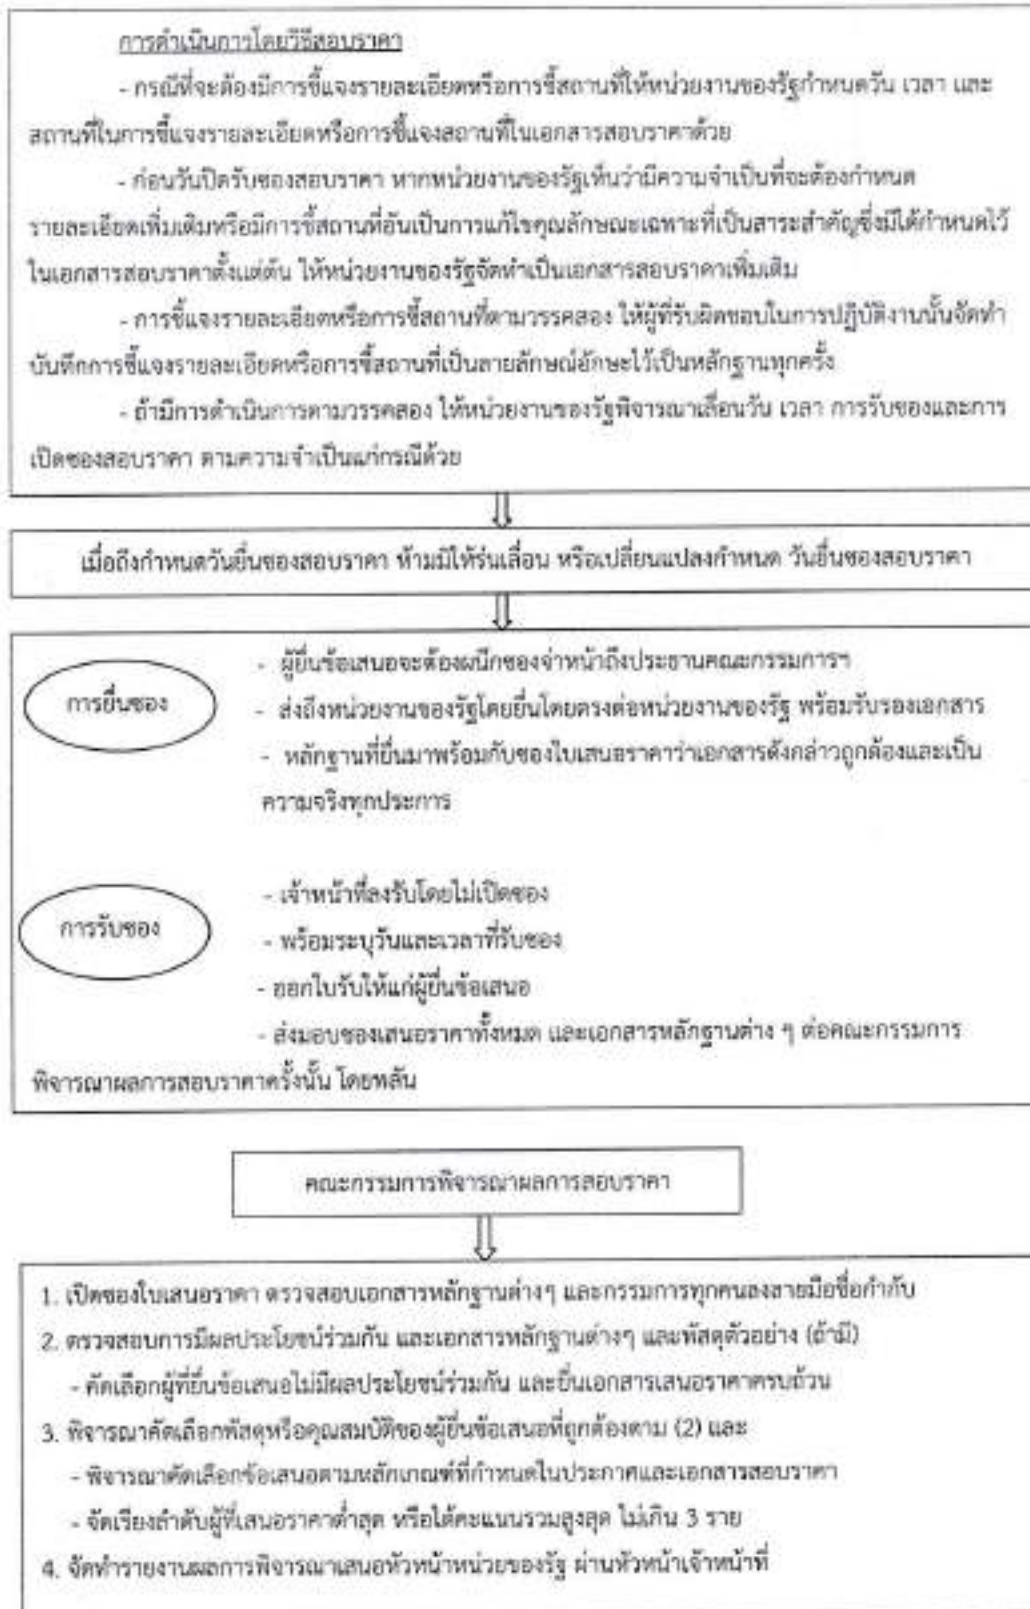 การดำเนินการโดยวิธีสอบราคา
- กรณีที่จะต้องมีการชี้แจงรายละเอียดหรือการชี้สถานที่ให้หน่วยงานของรัฐกำหนดวัน เวลา และ
สถานที่ในการชี้แจงรายละเอียดหรือการชี้แจงสถานที่ในเอกสารสอบราคาด้วย
- ก่อนวันปิดรับซองสอบราคา หากหน่วยงานของรัฐเห็นว่ามีความจำเป็นที่จะต้องกำหนด
รายละเอียดเพิ่มเติมหรือมีการชี้สถานที่อันเป็นการแก้ไขคุณลักษณะเฉพาะที่เป็นสาระสำคัญซึ่งมิได้กำหนดไว้
ในเอกสารสอบราคาตั้งแต่ต้น ให้หน่วยงานของรัฐจัดทำเป็นเอกสารสอบราคาเพิ่มเติม
- การชี้แจงรายละเอียดหรือการชี้สถานที่ตามวรรคสอง ให้ผู้ที่รับผิดชอบในการปฏิบัติงานนั้นจัดทำ
บันทึกการชี้แจงรายละเอียดหรือการชี้สถานที่เป็นลายลักษณ์อักษะไว้เป็นหลักฐานทุกครั้ง
- ถ้ามีการดำเนินการตามวรรคสอง ให้หน่วยงานของรัฐพิจารณาเลื่อนวัน เวลา การรับซองและการ
เปิดซองสอบราคา ตามความจำเป็นแก่กรณีด้วย
เมื่อถึงกำหนดวันยื่นซองสอบราคา ห้ามมิให้ร่นเลื่อน หรือเปลี่ยนแปลงกำหนด วันยื่นซองสอบราคา
การยื่นซอง
- ผู้ยื่นข้อเสนอจะต้องผนึกซองจ่าหน้าถึงประธานคณะกรรมการฯ
- ส่งถึงหน่วยงานของรัฐโดยยื่นโดยตรงต่อหน่วยงานของรัฐ พร้อมรับรองเอกสาร
- หลักฐานที่ยื่นมาพร้อมกับซองใบเสนอราคาว่าเอกสารดังกล่าวถูกต้องและเป็น
ความจริงทุกประการ
การรับซอง
- เจ้าหน้าที่ลงรับโดยไม่เปิดซอง
- พร้อมระบุวันและเวลาที่รับซอง
- ออกใบรับให้แก่ผู้ยื่นข้อเสนอ
- ส่งมอบซองเสนอราคาทั้งหมด และเอกสารหลักฐานต่าง ๆ ต่อคณะกรรมการ
พิจารณาผลการสอบราคาครั้งนั้น โดยพลัน
คณะกรรมการพิจารณาผลการสอบราคา
1. เปิดซองใบเสนอราคา ตรวจสอบเอกสารหลักฐานต่างๆ และกรรมการทุกคนลงลายมือชื่อกำกับ
2. ตรวจสอบการมีผลประโยชน์ร่วมกัน และเอกสารหลักฐานต่างๆ และพัสดุตัวอย่าง (ถ้ามี)
- คัดเลือกผู้ที่ยื่นข้อเสนอไม่มีผลประโยชน์ร่วมกัน และยื่นเอกสารเสนอราคาครบถ้วน
3. พิจารณาคัดเลือกพัสดุหรือคุณสมบัติของผู้ยื่นข้อเสนอที่ถูกต้องตาม (2) และ
- พิจารณาคัดเลือกข้อเสนอตามหลักเกณฑ์ที่กำหนดในประกาศและเอกสารสอบราคา
- จัดเรียงลำดับผู้ที่เสนอราคาต่ำสุด หรือได้คะแนนรวมสูงสุด ไม่เกิน 3 ราย
4. จัดทำรายงานผลการพิจารณาเสนอหัวหน้าหน่วยของรัฐ ผ่านหัวหน้าเจ้าหน้าที่